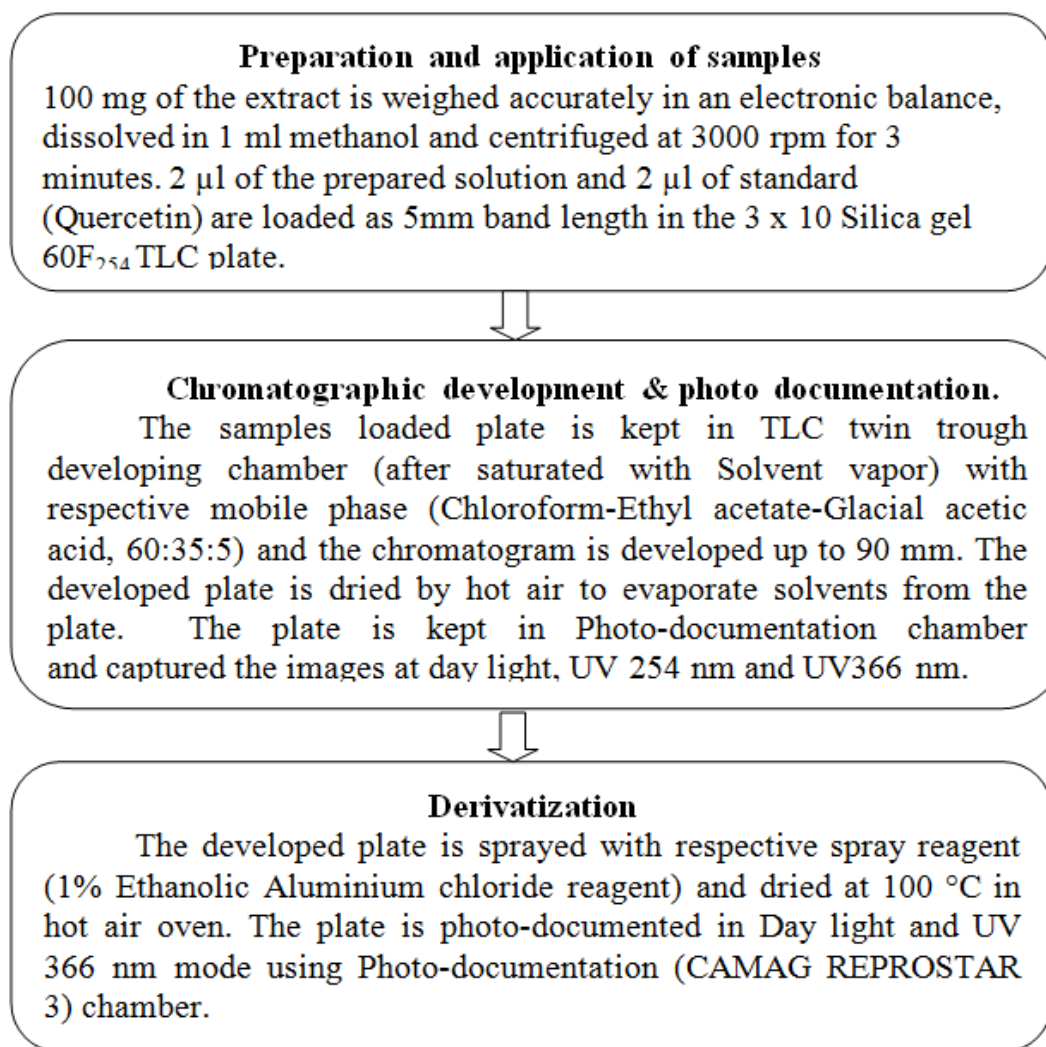 Preparation and application of samples
100 mg of the extract is weighed accurately in an electronic balance,
dissolved in 1 ml methanol and centrifuged at 3000 rpm for 3
minutes. 2 µl of the prepared solution and 2 µl of standard
(Quercetin) are loaded as 5mm band length in the 3 x 10 Silica gel
60F₂₅₄ TLC plate.
Chromatographic development & photo documentation.
The samples loaded plate is kept in TLC twin trough
developing chamber (after saturated with Solvent vapor) with
respective mobile phase (Chloroform-Ethyl acetate-Glacial acetic
acid, 60:35:5) and the chromatogram is developed up to 90 mm. The
developed plate is dried by hot air to evaporate solvents from the
plate. The plate is kept in Photo-documentation chamber
and captured the images at day light, UV 254 nm and UV366 nm.
Derivatization
The developed plate is sprayed with respective spray reagent
(1% Ethanolic Aluminium chloride reagent) and dried at 100 °C in
hot air oven. The plate is photo-documented in Day light and UV
366 nm mode using Photo-documentation (CAMAG REPROSTAR
3) chamber.